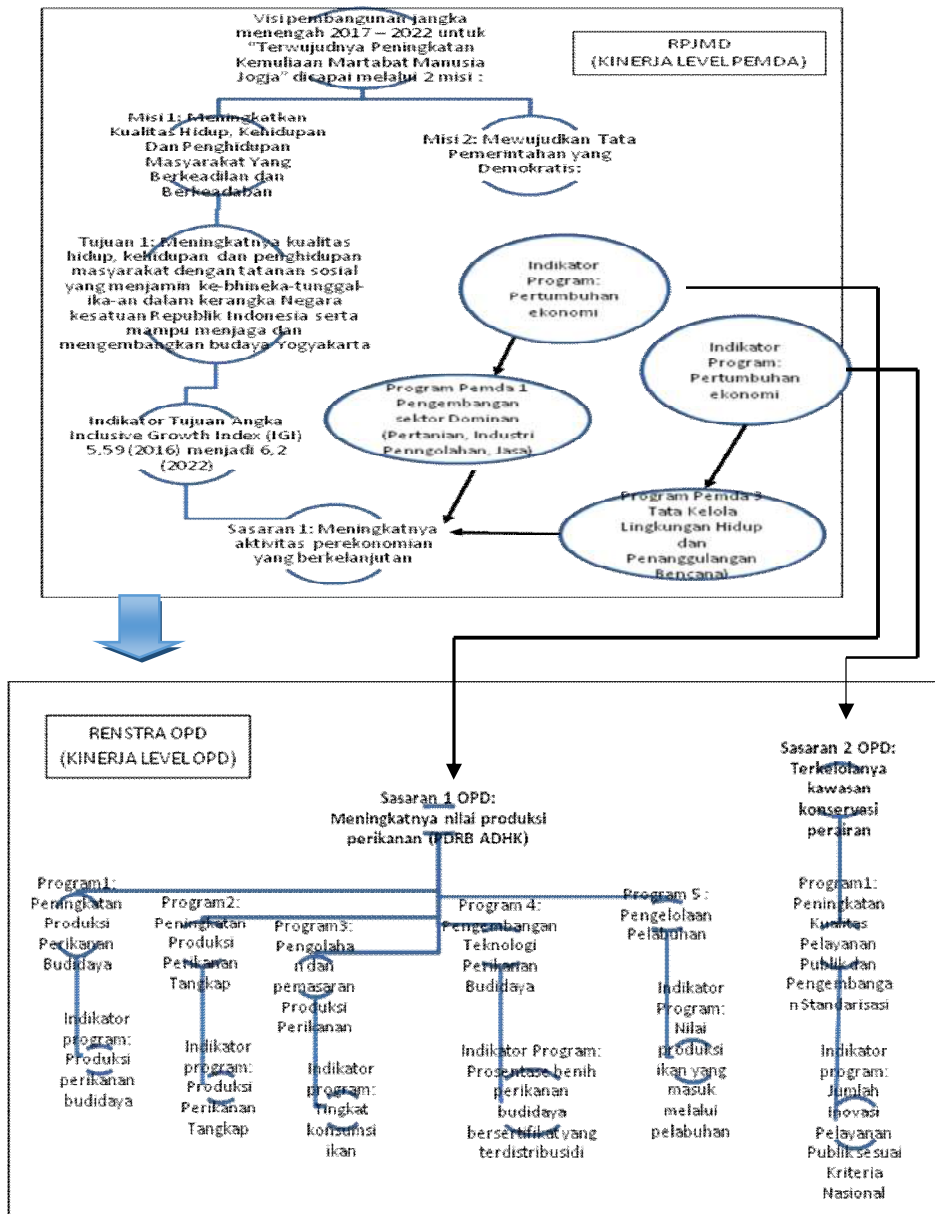 Visi pembangunan jangka
menengah 2017 – 2022 untuk
“Terwujudnya Peningkatan
Kemuliaan Martabat Manusia
Jogja” dicapai melalui 2 misi :
RPJMD
(KINERJA LEVEL PEMDA)
Misi 1: Meningkatkan
Kualitas Hidup, Kehidupan
Dan Penghidupan
Masyarakat Yang
Berkeadilan dan
Berkeadaban
Misi 2: Mewujudkan Tata
Pemerintahan yang
Demokratis:
Tujuan 1: Meningkatnya kualitas
hidup, kehidupan dan penghidupan
masyarakat dengan tatanan sosial
yang menjamin ke-bhineka-tunggal-
ika-an dalam kerangka Negara
kesatuan Republik Indonesia serta
mampu menjaga dan
mengembangkan budaya Yogyakarta
Indikator
Program:
Pertumbuhan
ekonomi
Indikator
Program:
Pertumbuhan
ekonomi
Program Pemda 1
Pengembangan
sektor Dominan
(Pertanian, Industri
Penngolahan, Jasa)
Indikator Tujuan Angka
Inclusive Growth Index (IGI)
5,59 (2016) menjadi 6,2
(2022)
Sasaran 1: Meningkatnya
aktivitas perekonomian
yang berkelanjutan
Program Pemda 3
Tata Kelola
Lingkungan Hidup
dan
Penanggulangan
Bencana)
RENSTRA OPD
(KINERJA LEVEL OPD)
Sasaran 1 OPD:
Meningkatnya nilai produksi
perikanan (PDRB ADHK)
Sasaran 2 OPD:
Terkelolanya
kawasan
konservasi
perairan
Program1:
Peningkatan
Produksi
Perikanan
Budidaya
Program2:
Peningkatan
Produksi
Perikanan
Tangkap
Program3:
Pengolaha
n dan
pemasaran
Produksi
Perikanan
Program 4:
Pengembangan
Teknologi
Perikanan
Budidaya
Program 5 :
Pengelolaan
Pelabuhan
Program1:
Peningkatan
Kualitas
Pelayanan
Publik dan
Pengembanga
n Standarisasi
Indikator
program:
Produksi
perikanan
budidaya
Indikator
program:
Produksi
Perikanan
Tangkap
Indikator
program:
Tingkat
konsumsi
ikan
Indikator Program:
Prosentase benih
perikanan
budidaya
bersertifikat yang
terdistribusidi
Indikator
Program:
Nilai
produksi
ikan yang
masuk
melalui
pelabuhan
Indikator
program:
Jumlah
inovasi
Pelayanan
Publik sesuai
Kriteria
Nasional